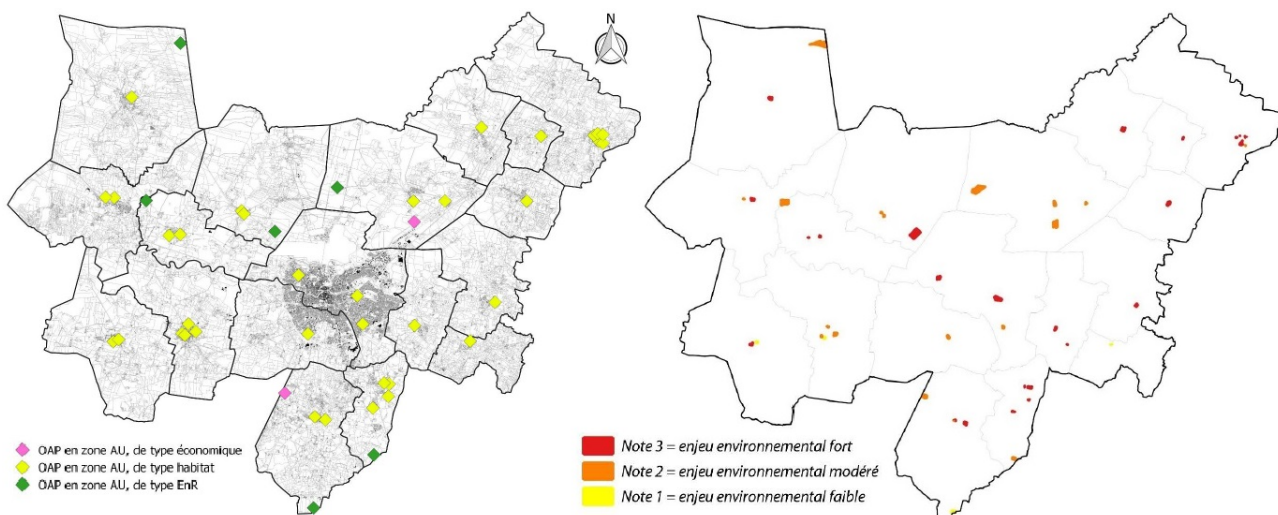 N
OAP en zone AU, de type économique
OAP en zone AU, de type habitat
OAP en zone AU, de type EnR
Note 3 = enjeu environnemental fort
Note 2 = enjeu environnemental modéré
Note 1 = enjeu environnemental faible